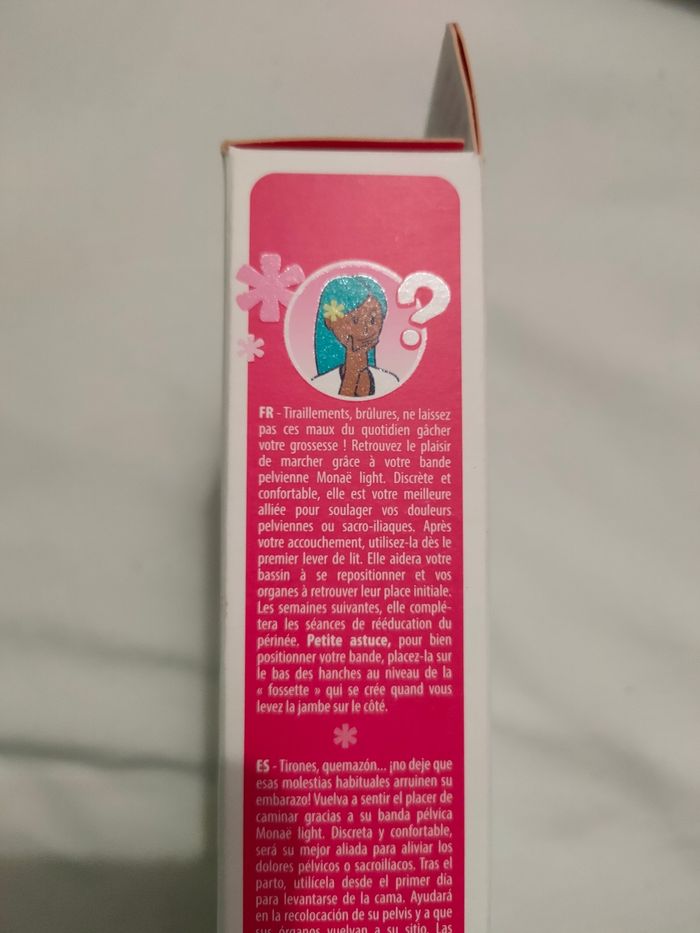 ?
FR - Tiraillements, brûlures, ne laissez
pas ces maux du quotidien gâcher
votre grossesse ! Retrouvez le plaisir
de marcher grâce à votre bande
pelvienne Monaë light. Discrète et
confortable, elle est votre meilleure
alliée pour soulager vos douleurs
pelviennes ou sacro-iliaques. Après
votre accouchement, utilisez-la dès le
premier lever de lit. Elle aidera votre
bassin à se repositionner et vos
organes à retrouver leur place initiale.
Les semaines suivantes, elle complé-
tera les séances de rééducation du
périnée. Petite astuce, pour bien
positionner votre bande, placez-la sur
le bas des hanches au niveau de la
« fossette » qui se crée quand vous
levez la jambe sur le côté.
ES - Tirones, quemazón... ¡no deje que
esas molestias habituales arruinen su
embarazo! Vuelva a sentir el placer de
caminar gracias a su banda pélvica
Monaë light. Discreta y confortable,
será su mejor aliada para aliviar los
dolores pélvicos o sacroilíacos. Tras el
parto, utilícela desde el primer día
para levantarse de la cama. Ayudará
en la recolocación de su pelvis y a que
sus órganos vuelvan a su sitio. Las